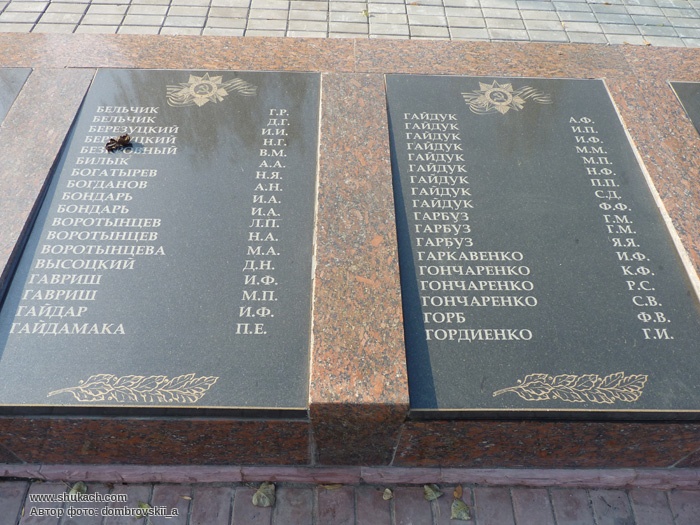 БЕЛЬЧИК Г.Р.
БЕЛЬЧИК Д.Г.
БЕРЕЗУЦКИЙ И.И.
БЕРЕЗУЦКИЙ Н.Г.
В.М.
БИЛЫК А.А.
БОГАТЫРЕВ Н.Я.
БОГДАНОВ А.Н.
БОНДАРЬ И.А.
БОНДАРЬ И.А.
ВОРОТЫНЦЕВ Л.П.
ВОРОТЫНЦЕВ Н.А.
ВОРОТЫНЦЕВА М.А.
ВЫСОЦКИЙ Д.Н.
ГАВРИШ И.Ф.
ГАВРИШ М.П.
ГАЙДАР И.Ф.
ГАЙДАМАКА П.Е.
ГАЙДУК А.Ф.
ГАЙДУК И.П.
ГАЙДУК И.Ф.
ГАЙДУК М.М.
ГАЙДУК М.П.
ГАЙДУК Н.Ф.
ГАЙДУК П.П.
ГАЙДУК С.Д.
ГАЙДУК Ф.Ф.
ГАРБУЗ Г.М.
ГАРБУЗ Г.М.
ГАРБУЗ Я.Я.
ГАРКАВЕНКО И.Ф.
ГОНЧАРЕНКО К.Ф.
ГОНЧАРЕНКО Р.С.
ГОНЧАРЕНКО С.В.
ГОРБ Ф.В.
ГОРДИЕНКО Г.И.
www.shukach.com
Автор фото: dombrovskii_a